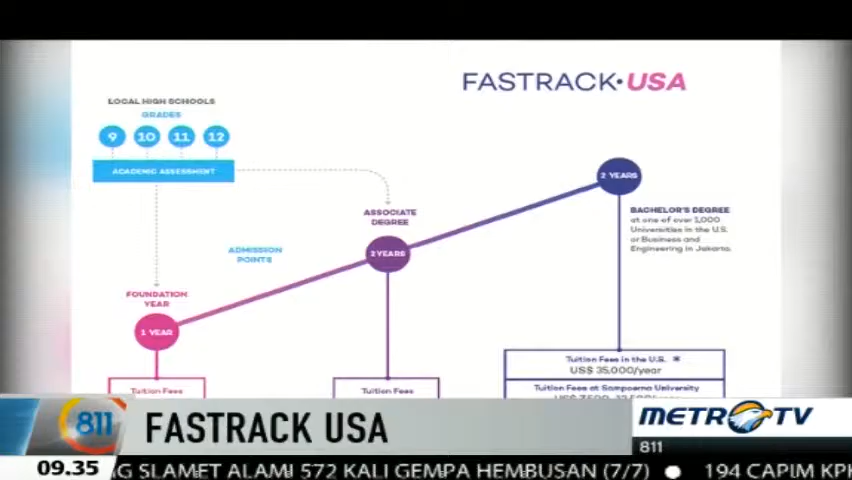 FASTRACK•USA
LOCAL HIGH SCHOOLS
GRADES
9 10 11 12
ACADEMIC ASSESSMENT
2 YEARS
BACHELOR'S DEGREE
at one of over 1,000
Universities in the U.S.
or Business and
Engineering in Jakarta.
ASSOCIATE
DEGREE
2 YEARS
ADMISSION
POINTS
FOUNDATION
YEAR
1 YEAR
Tuition Fees
Tuition Fees
Tuition Fees in the U.S. *
US$ 35,000/year
Tuition Fees at Sampoerna University
811
FASTRACK USA
METRO TV
811
09.35
G SLAMET ALAMI 572 KALI GEMPA HEMBUSAN (7/7) ● 194 CAPIM KPK